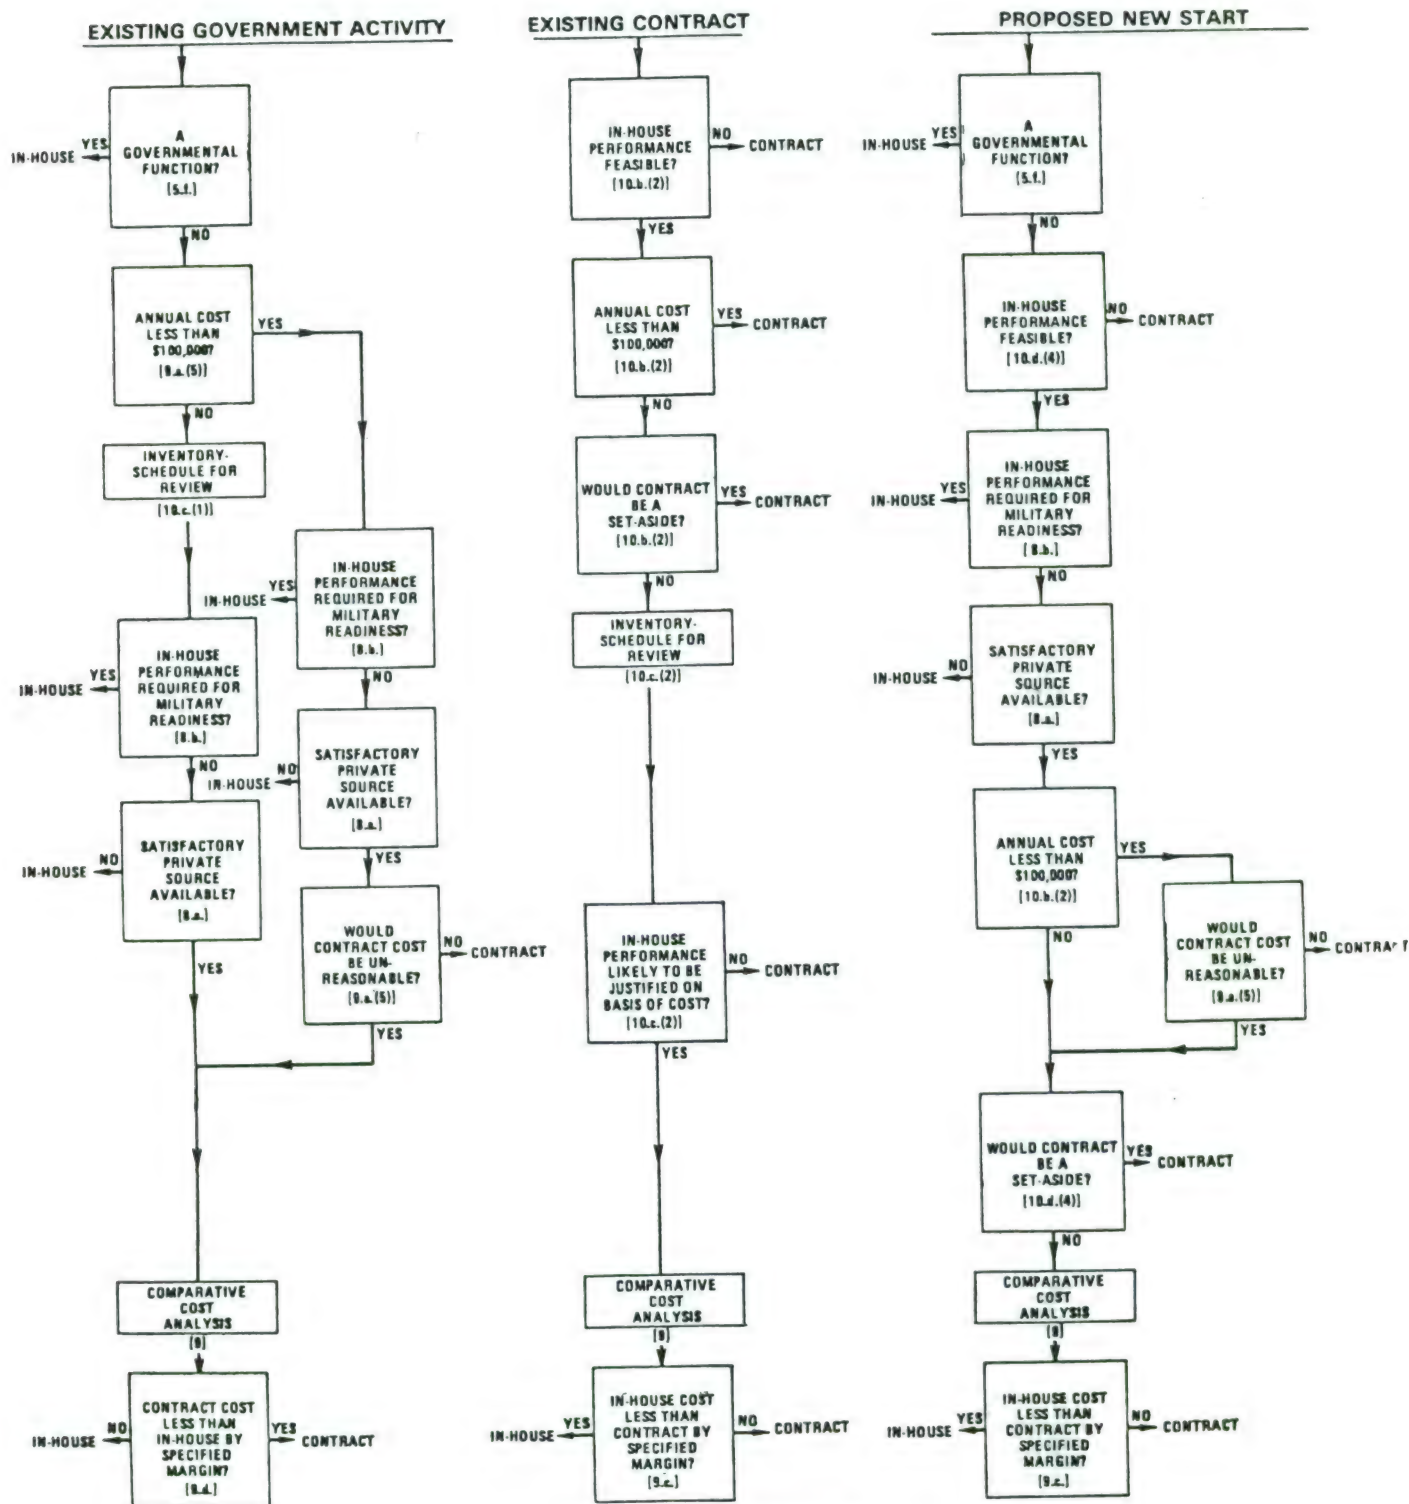 EXISTING GOVERNMENT ACTIVITY
A
GOVERNMENTAL
FUNCTION?
[5.f.]
YES
IN-HOUSE
NO
ANNUAL COST
LESS THAN
$100,000?
[9.a.(5)]
YES
NO
INVENTORY-
SCHEDULE FOR
REVIEW
[10.c.(1)]
IN-HOUSE
PERFORMANCE
REQUIRED FOR
MILITARY
READINESS?
[8.b.]
YES
IN-HOUSE
NO
SATISFACTORY
PRIVATE
SOURCE
AVAILABLE?
[8.a.]
NO
IN-HOUSE
YES
IN-HOUSE
PERFORMANCE
REQUIRED FOR
MILITARY
READINESS?
[8.b.]
YES
IN-HOUSE
NO
SATISFACTORY
PRIVATE
SOURCE
AVAILABLE?
[8.a.]
NO
IN-HOUSE
YES
WOULD
CONTRACT COST
BE UN-
REASONABLE?
[9.a.(5)]
NO
CONTRACT
YES
COMPARATIVE
COST
ANALYSIS
[9]
CONTRACT COST
LESS THAN
IN-HOUSE BY
SPECIFIED
MARGIN?
[9.d.]
NO
IN-HOUSE
YES
CONTRACT
EXISTING CONTRACT
IN-HOUSE
PERFORMANCE
FEASIBLE?
[10.b.(2)]
NO
CONTRACT
YES
ANNUAL COST
LESS THAN
$100,000?
[10.b.(2)]
YES
CONTRACT
NO
WOULD CONTRACT
BE A
SET-ASIDE?
[10.b.(2)]
YES
CONTRACT
NO
INVENTORY-
SCHEDULE FOR
REVIEW
[10.c.(2)]
IN-HOUSE
PERFORMANCE
LIKELY TO BE
JUSTIFIED ON
BASIS OF COST?
[10.c.(2)]
NO
CONTRACT
YES
COMPARATIVE
COST
ANALYSIS
[9]
IN-HOUSE COST
LESS THAN
CONTRACT BY
SPECIFIED
MARGIN?
[9.c.]
YES
IN-HOUSE
NO
CONTRACT
PROPOSED NEW START
A
GOVERNMENTAL
FUNCTION?
[5.f.]
YES
IN-HOUSE
NO
IN-HOUSE
PERFORMANCE
FEASIBLE?
[10.d.(4)]
NO
CONTRACT
YES
IN-HOUSE
PERFORMANCE
REQUIRED FOR
MILITARY
READINESS?
[8.b.]
YES
IN-HOUSE
NO
SATISFACTORY
PRIVATE
SOURCE
AVAILABLE?
[8.a.]
NO
IN-HOUSE
YES
ANNUAL COST
LESS THAN
$100,000?
[10.b.(2)]
YES
NO
WOULD
CONTRACT COST
BE UN-
REASONABLE?
[9.a.(5)]
NO
CONTRACT
YES
WOULD CONTRACT
BE A
SET-ASIDE?
[10.d.(4)]
YES
CONTRACT
NO
COMPARATIVE
COST
ANALYSIS
[9]
IN-HOUSE COST
LESS THAN
CONTRACT BY
SPECIFIED
MARGIN?
[9.c.]
YES
IN-HOUSE
NO
CONTRACT